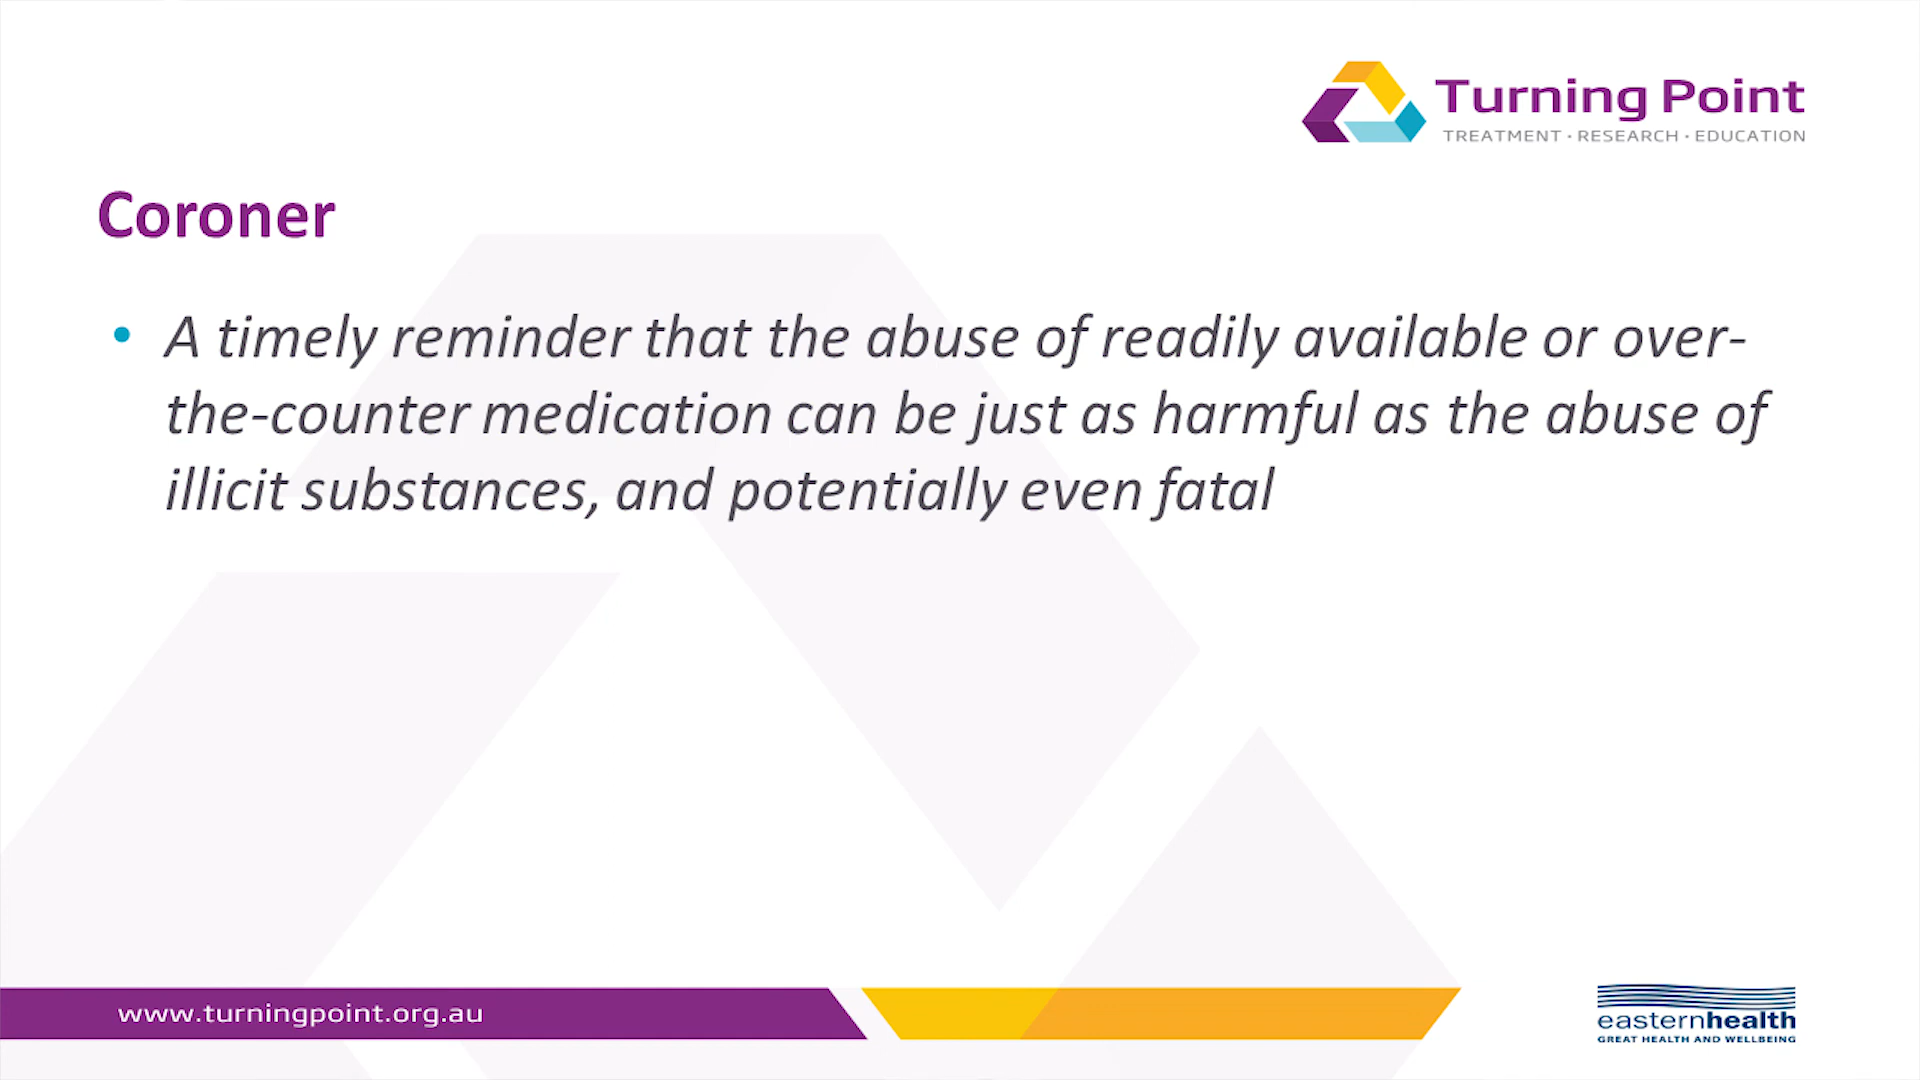 Turning Point
TREATMENT • RESEARCH • EDUCATION
Coroner
• A timely reminder that the abuse of readily available or over-
the-counter medication can be just as harmful as the abuse of
illicit substances, and potentially even fatal
www.turningpoint.org.au
easternhealth
GREAT HEALTH AND WELLBEING